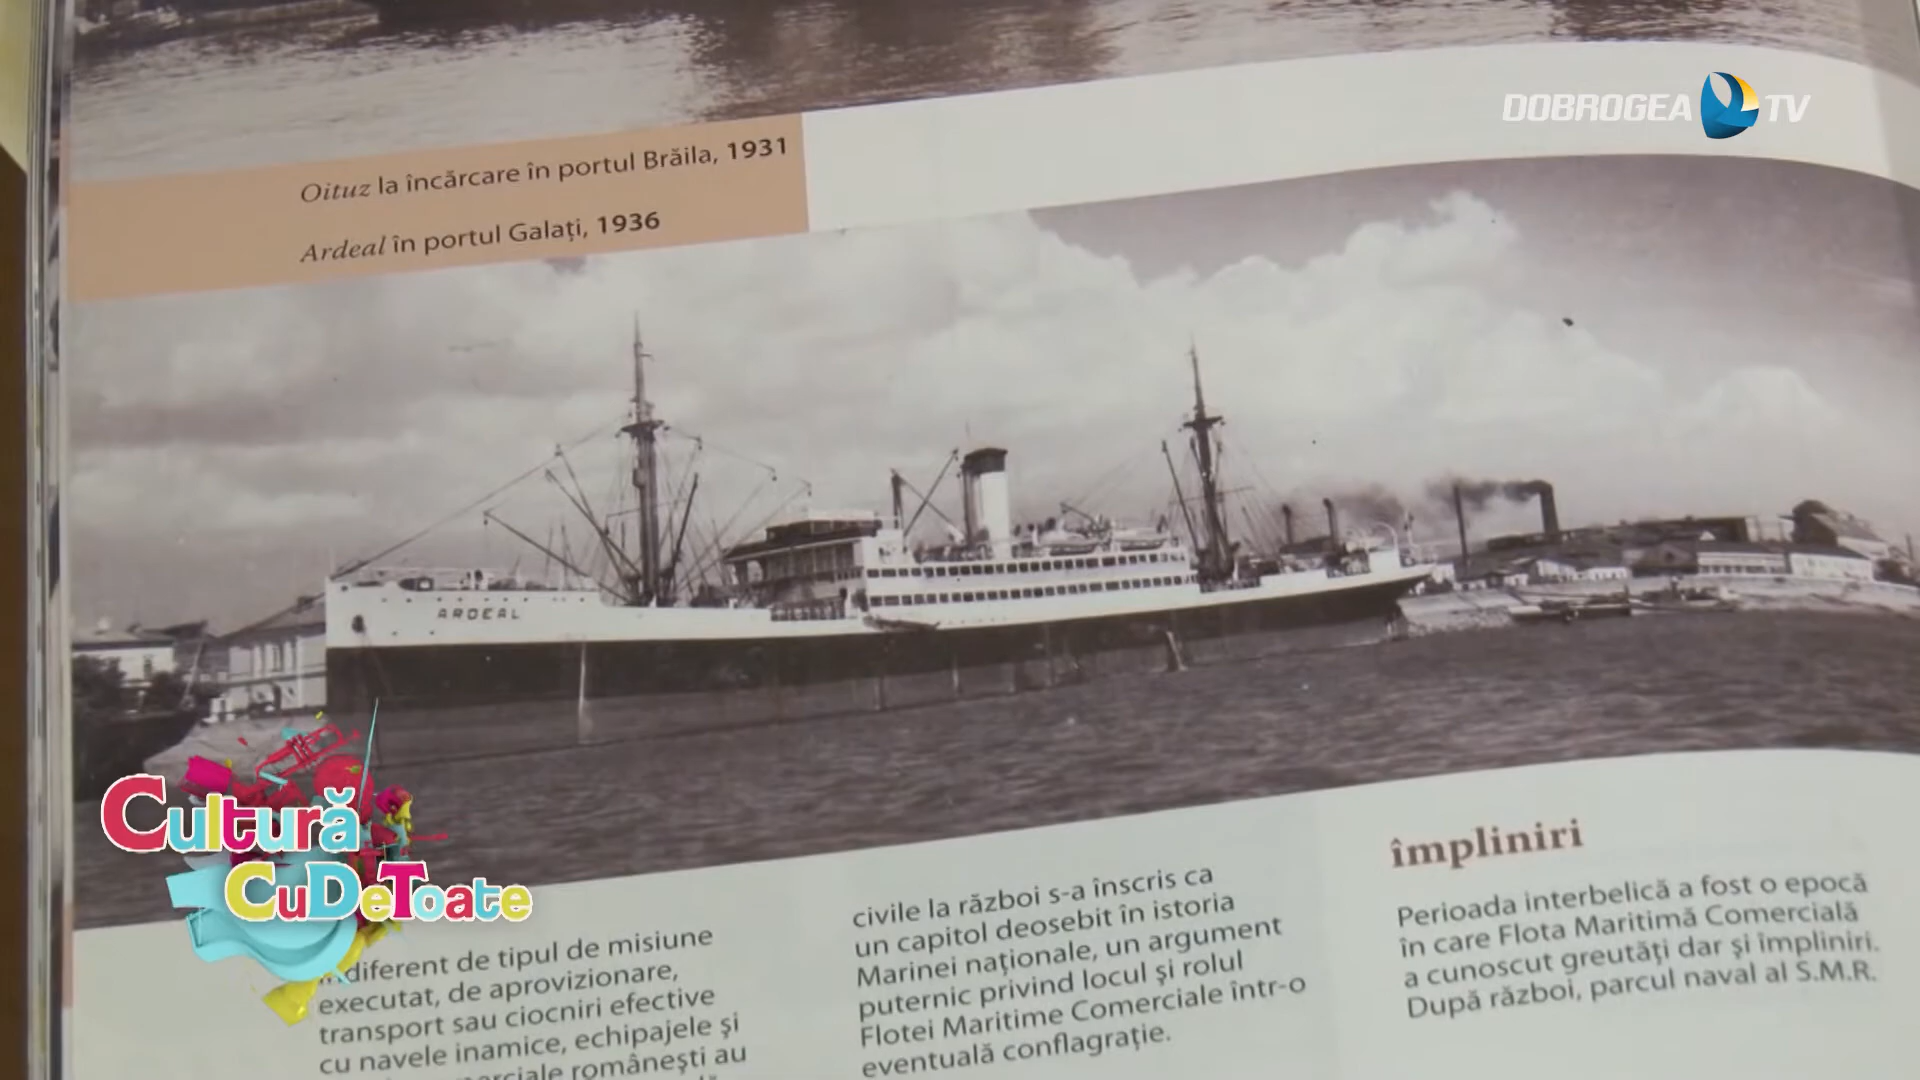 DOBROGEA TV
Oituz la încărcare în portul Brăila, 1931
Ardeal în portul Galați, 1936
ARDEAL
Cultură
CuDeToate
indiferent de tipul de misiune
executat, de aprovizionare,
transport sau ciocniri efective
cu navele inamice, echipajele și
românești au
civile la război s-a înscris ca
un capitol deosebit în istoria
Marinei naționale, un argument
puternic privind locul și rolul
Flotei Maritime Comerciale într-o
eventuală conflagrație.
împliniri
Perioada interbelică a fost o epocă
în care Flota Maritimă Comercială
a cunoscut greutăți dar și împliniri.
După război, parcul naval al S.M.R.